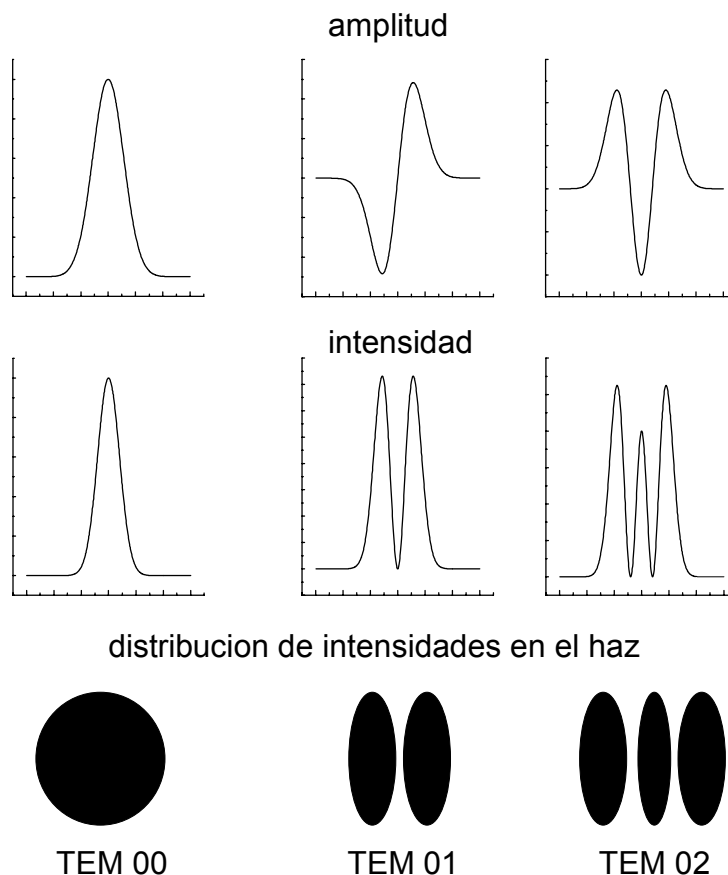 amplitud
intensidad
distribucion de intensidades en el haz
TEM 00 TEM 01 TEM 02